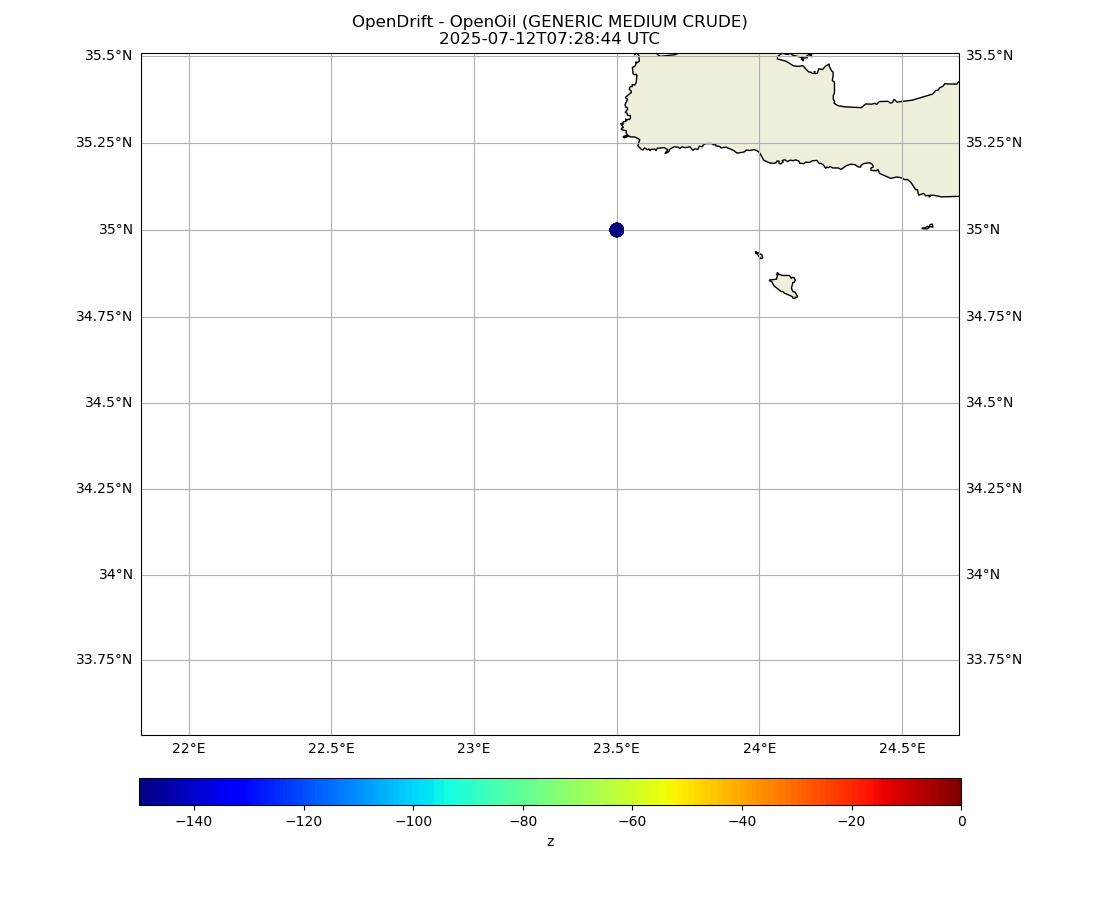 OpenDrift - OpenOil (GENERIC MEDIUM CRUDE)
2025-07-12T07:28:44 UTC
35.5°N 35.5°N
35.25°N 35.25°N
35°N 35°N
34.75°N 34.75°N
34.5°N 34.5°N
34.25°N 34.25°N
34°N 34°N
33.75°N 33.75°N
22°E 22.5°E 23°E 23.5°E 24°E 24.5°E
−140 −120 −100 −80 −60 −40 −20 0
z